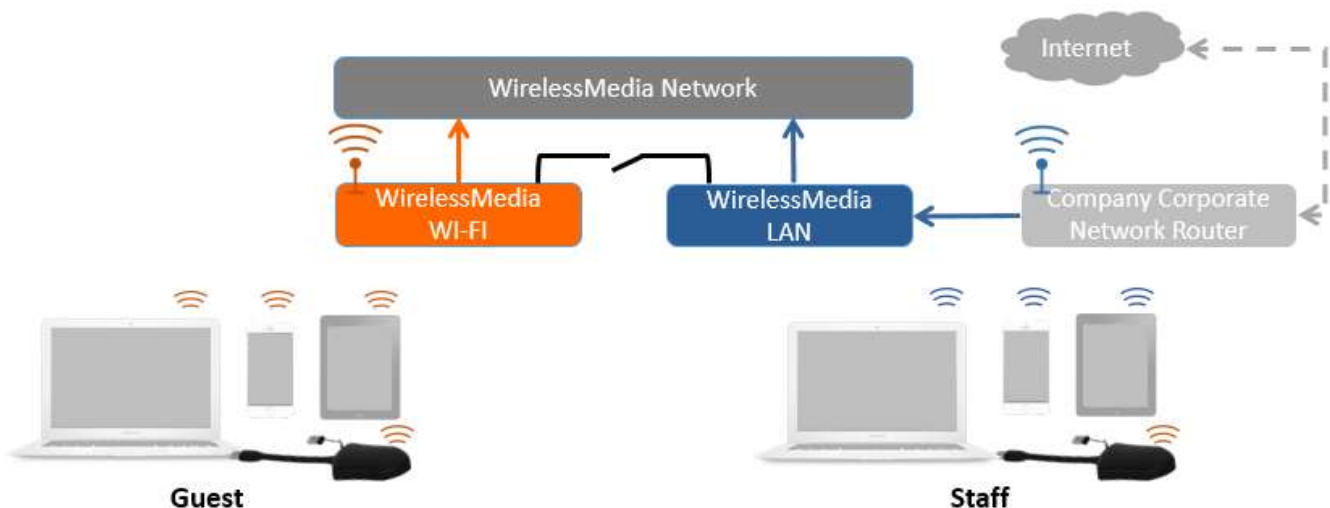 Internet
WirelessMedia Network
WirelessMedia
WI-FI
WirelessMedia
LAN
Company Corporate
Network Router
Guest
Staff